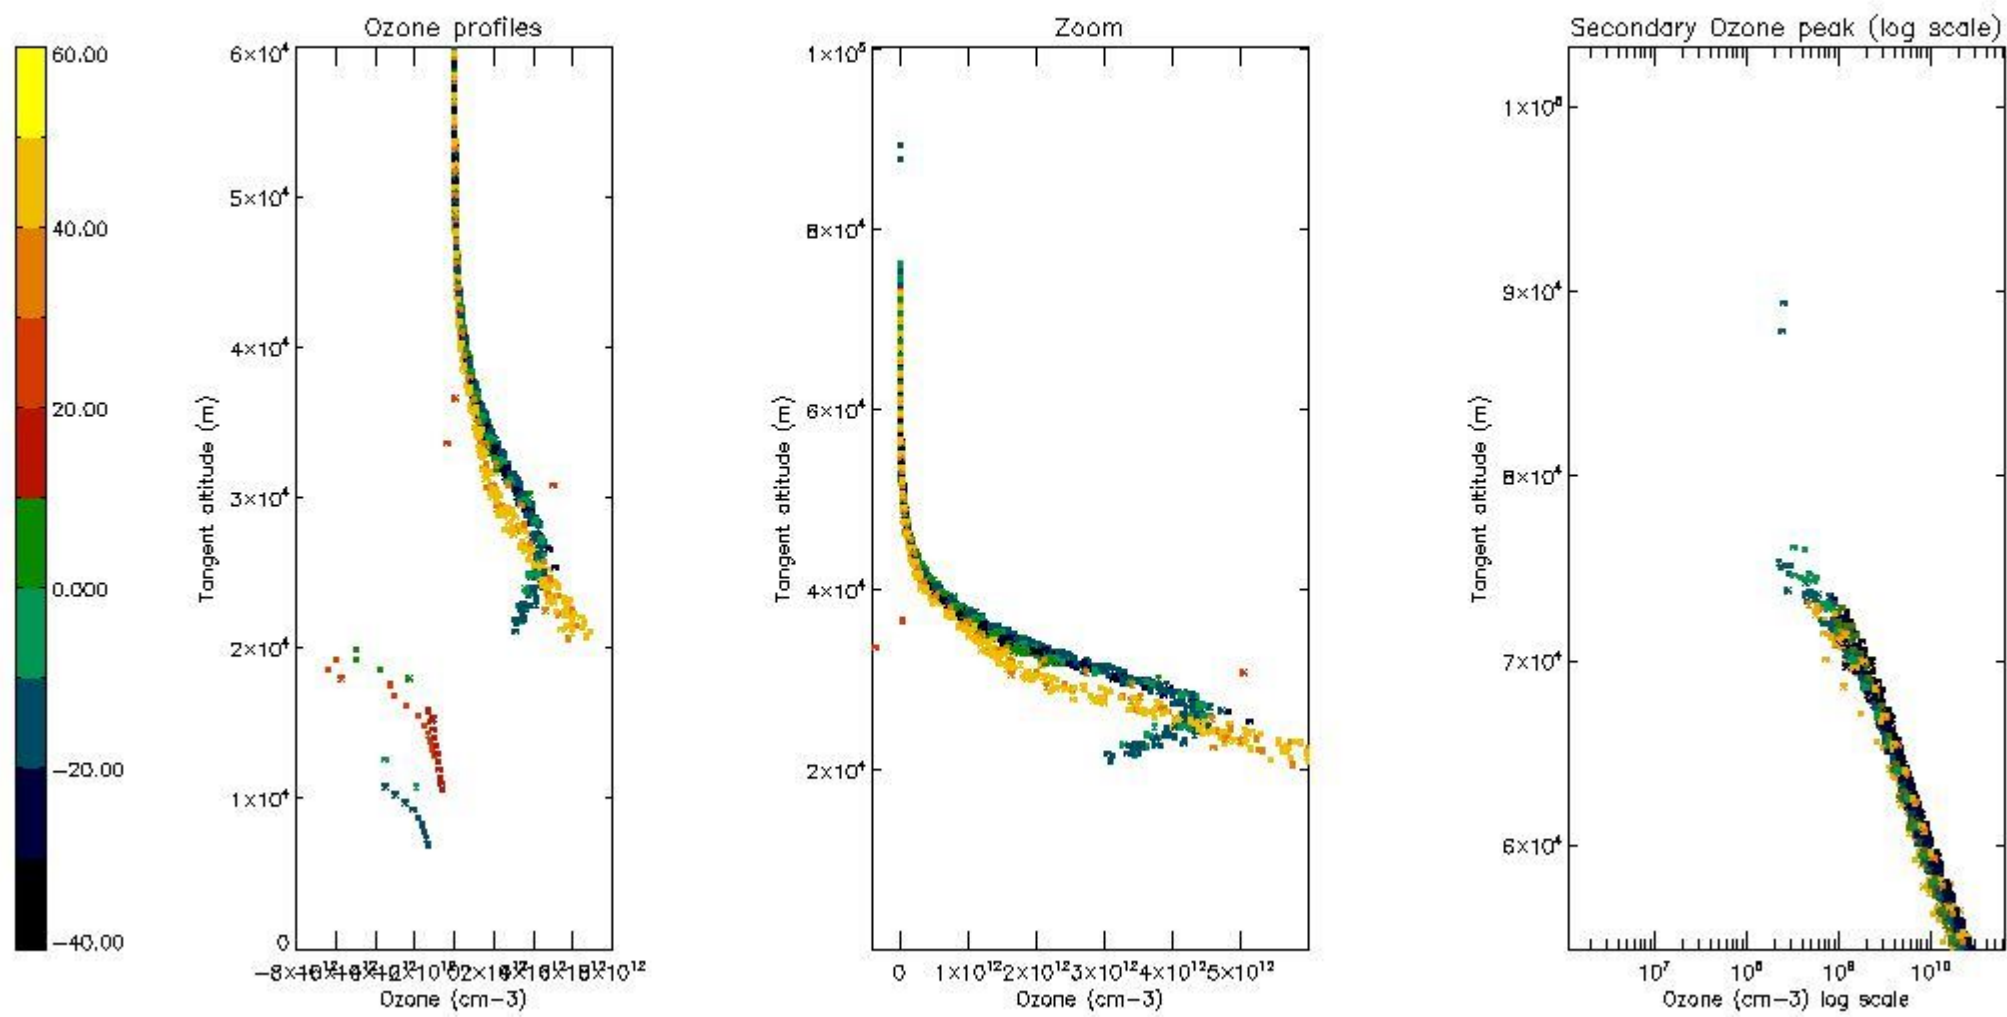 Ozone profiles
Zoom
Secondary Ozone peak (log scale)
60.00
40.00
20.00
0.000
−20.00
−40.00
6×10⁴
5×10⁴
4×10⁴
3×10⁴
2×10⁴
1×10⁴
0
Tangent altitude (m)
Ozone (cm−3)
1×10⁵
8×10⁴
6×10⁴
4×10⁴
2×10⁴
Tangent altitude (m)
0 1×10¹² 2×10¹² 3×10¹² 4×10¹² 5×10¹²
Ozone (cm−3)
9×10⁴
8×10⁴
7×10⁴
6×10⁴
Tangent altitude (m)
10⁷ 10⁸ 10⁹ 10¹⁰
Ozone (cm−3) log scale